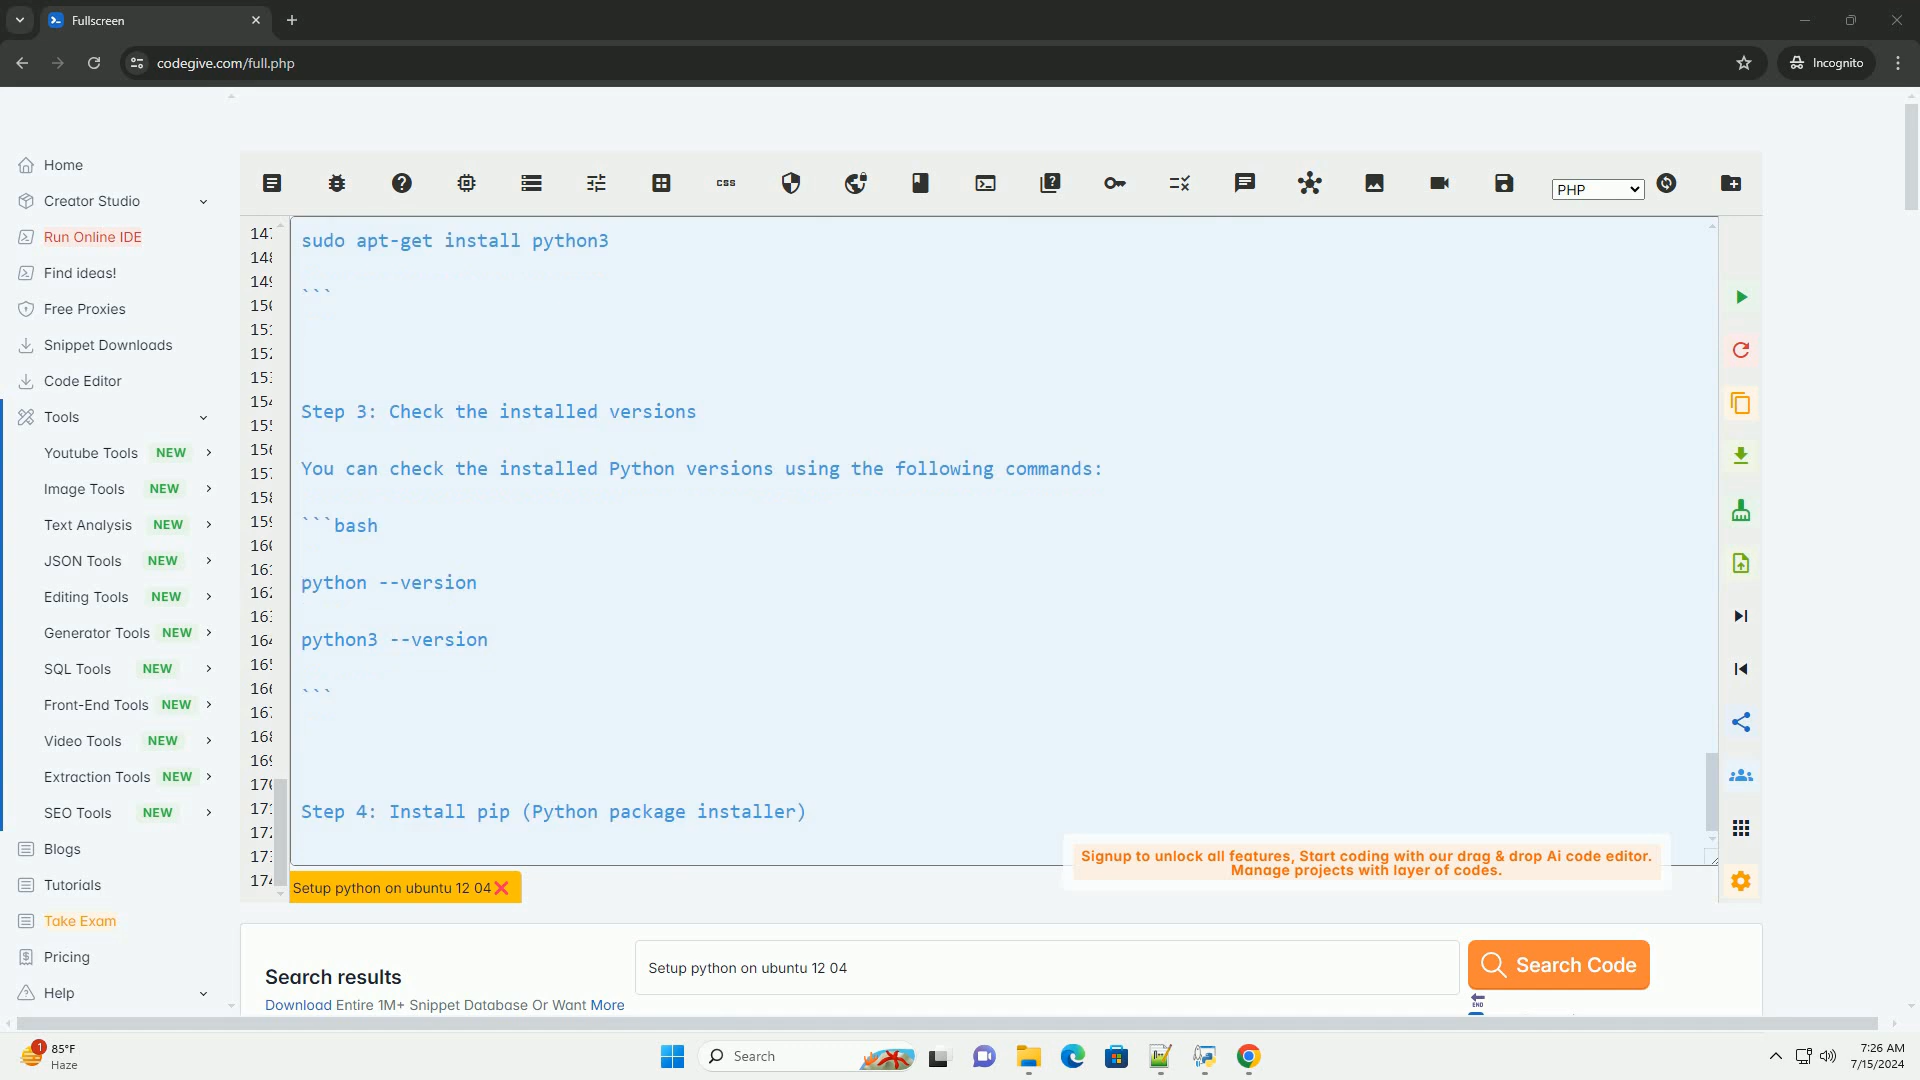 Fullscreen
codegive.com/full.php
Incognito
Home
Creator Studio
Run Online IDE
Find ideas!
Free Proxies
Snippet Downloads
Code Editor
Tools
Youtube Tools NEW
Image Tools NEW
Text Analysis NEW
JSON Tools NEW
Editing Tools NEW
Generator Tools NEW
SQL Tools NEW
Front-End Tools NEW
Video Tools NEW
Extraction Tools NEW
SEO Tools NEW
Blogs
Tutorials
Take Exam
Pricing
Help
css
PHP
sudo apt-get install python3
```
Step 3: Check the installed versions
You can check the installed Python versions using the following commands:
```bash
python --version
python3 --version
```
Step 4: Install pip (Python package installer)
Signup to unlock all features, Start coding with our drag & drop Ai code editor.
Manage projects with layer of codes.
Setup python on ubuntu 12 04
Search results
Setup python on ubuntu 12 04
Search Code
Download Entire 1M+ Snippet Database Or Want More
END
1
85°F
Haze
Search
7:26 AM
7/15/2024